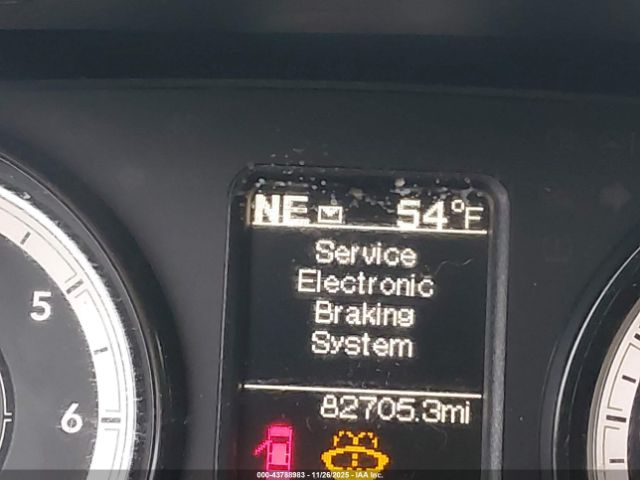 NE 54°F
Service
Electronic
Braking
System
5
82705.3mi
6
000-43788983 - 11/26/2025 - IAA Inc.